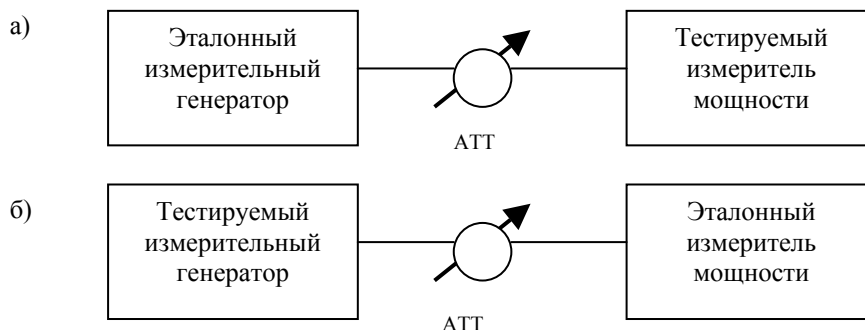 а)
Эталонный
измерительный
генератор
АТТ
Тестируемый
измеритель
мощности
б)
Тестируемый
измерительный
генератор
АТТ
Эталонный
измеритель
мощности